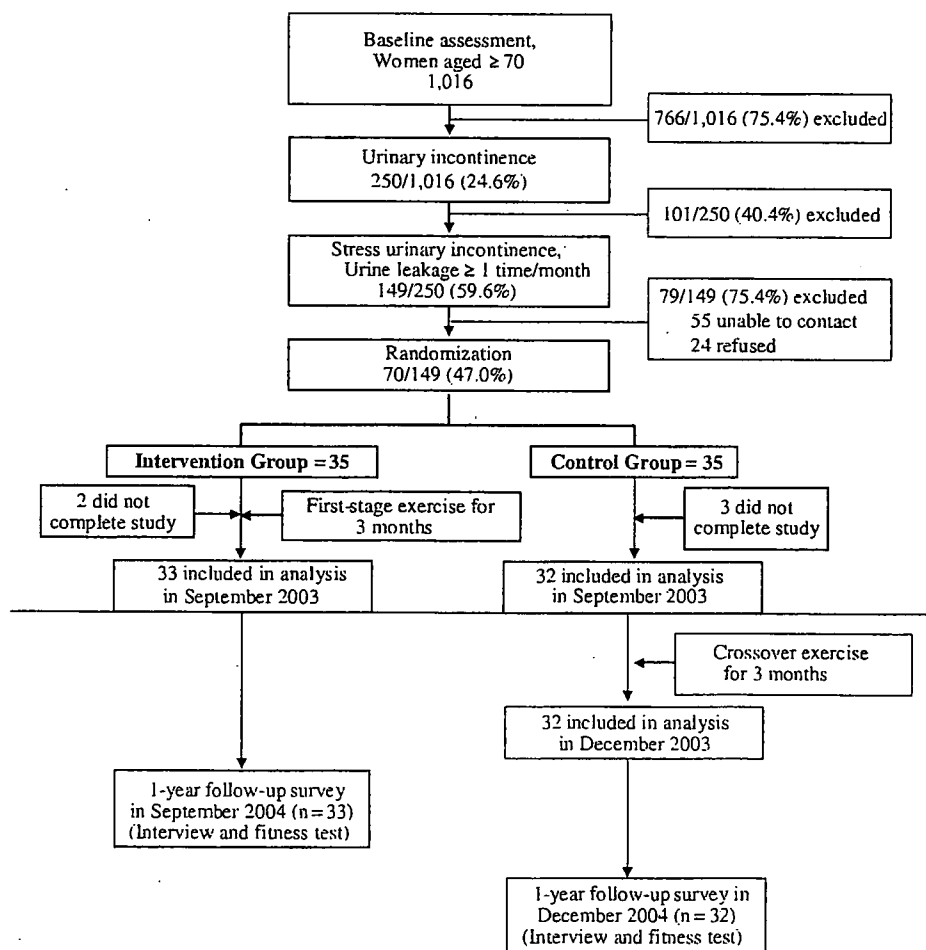 Baseline assessment,
Women aged ≥ 70
1,016
766/1,016 (75.4%) excluded
Urinary incontinence
250/1,016 (24.6%)
101/250 (40.4%) excluded
Stress urinary incontinence,
Urine leakage ≥ 1 time/month
149/250 (59.6%)
79/149 (75.4%) excluded
55 unable to contact
24 refused
Randomization
70/149 (47.0%)
Intervention Group = 35
Control Group = 35
2 did not
complete study
First-stage exercise for
3 months
3 did not
complete study
33 included in analysis
in September 2003
32 included in analysis
in September 2003
Crossover exercise
for 3 months
32 included in analysis
in December 2003
1-year follow-up survey
in September 2004 (n = 33)
(Interview and fitness test)
1-year follow-up survey in
December 2004 (n = 32)
(Interview and fitness test)